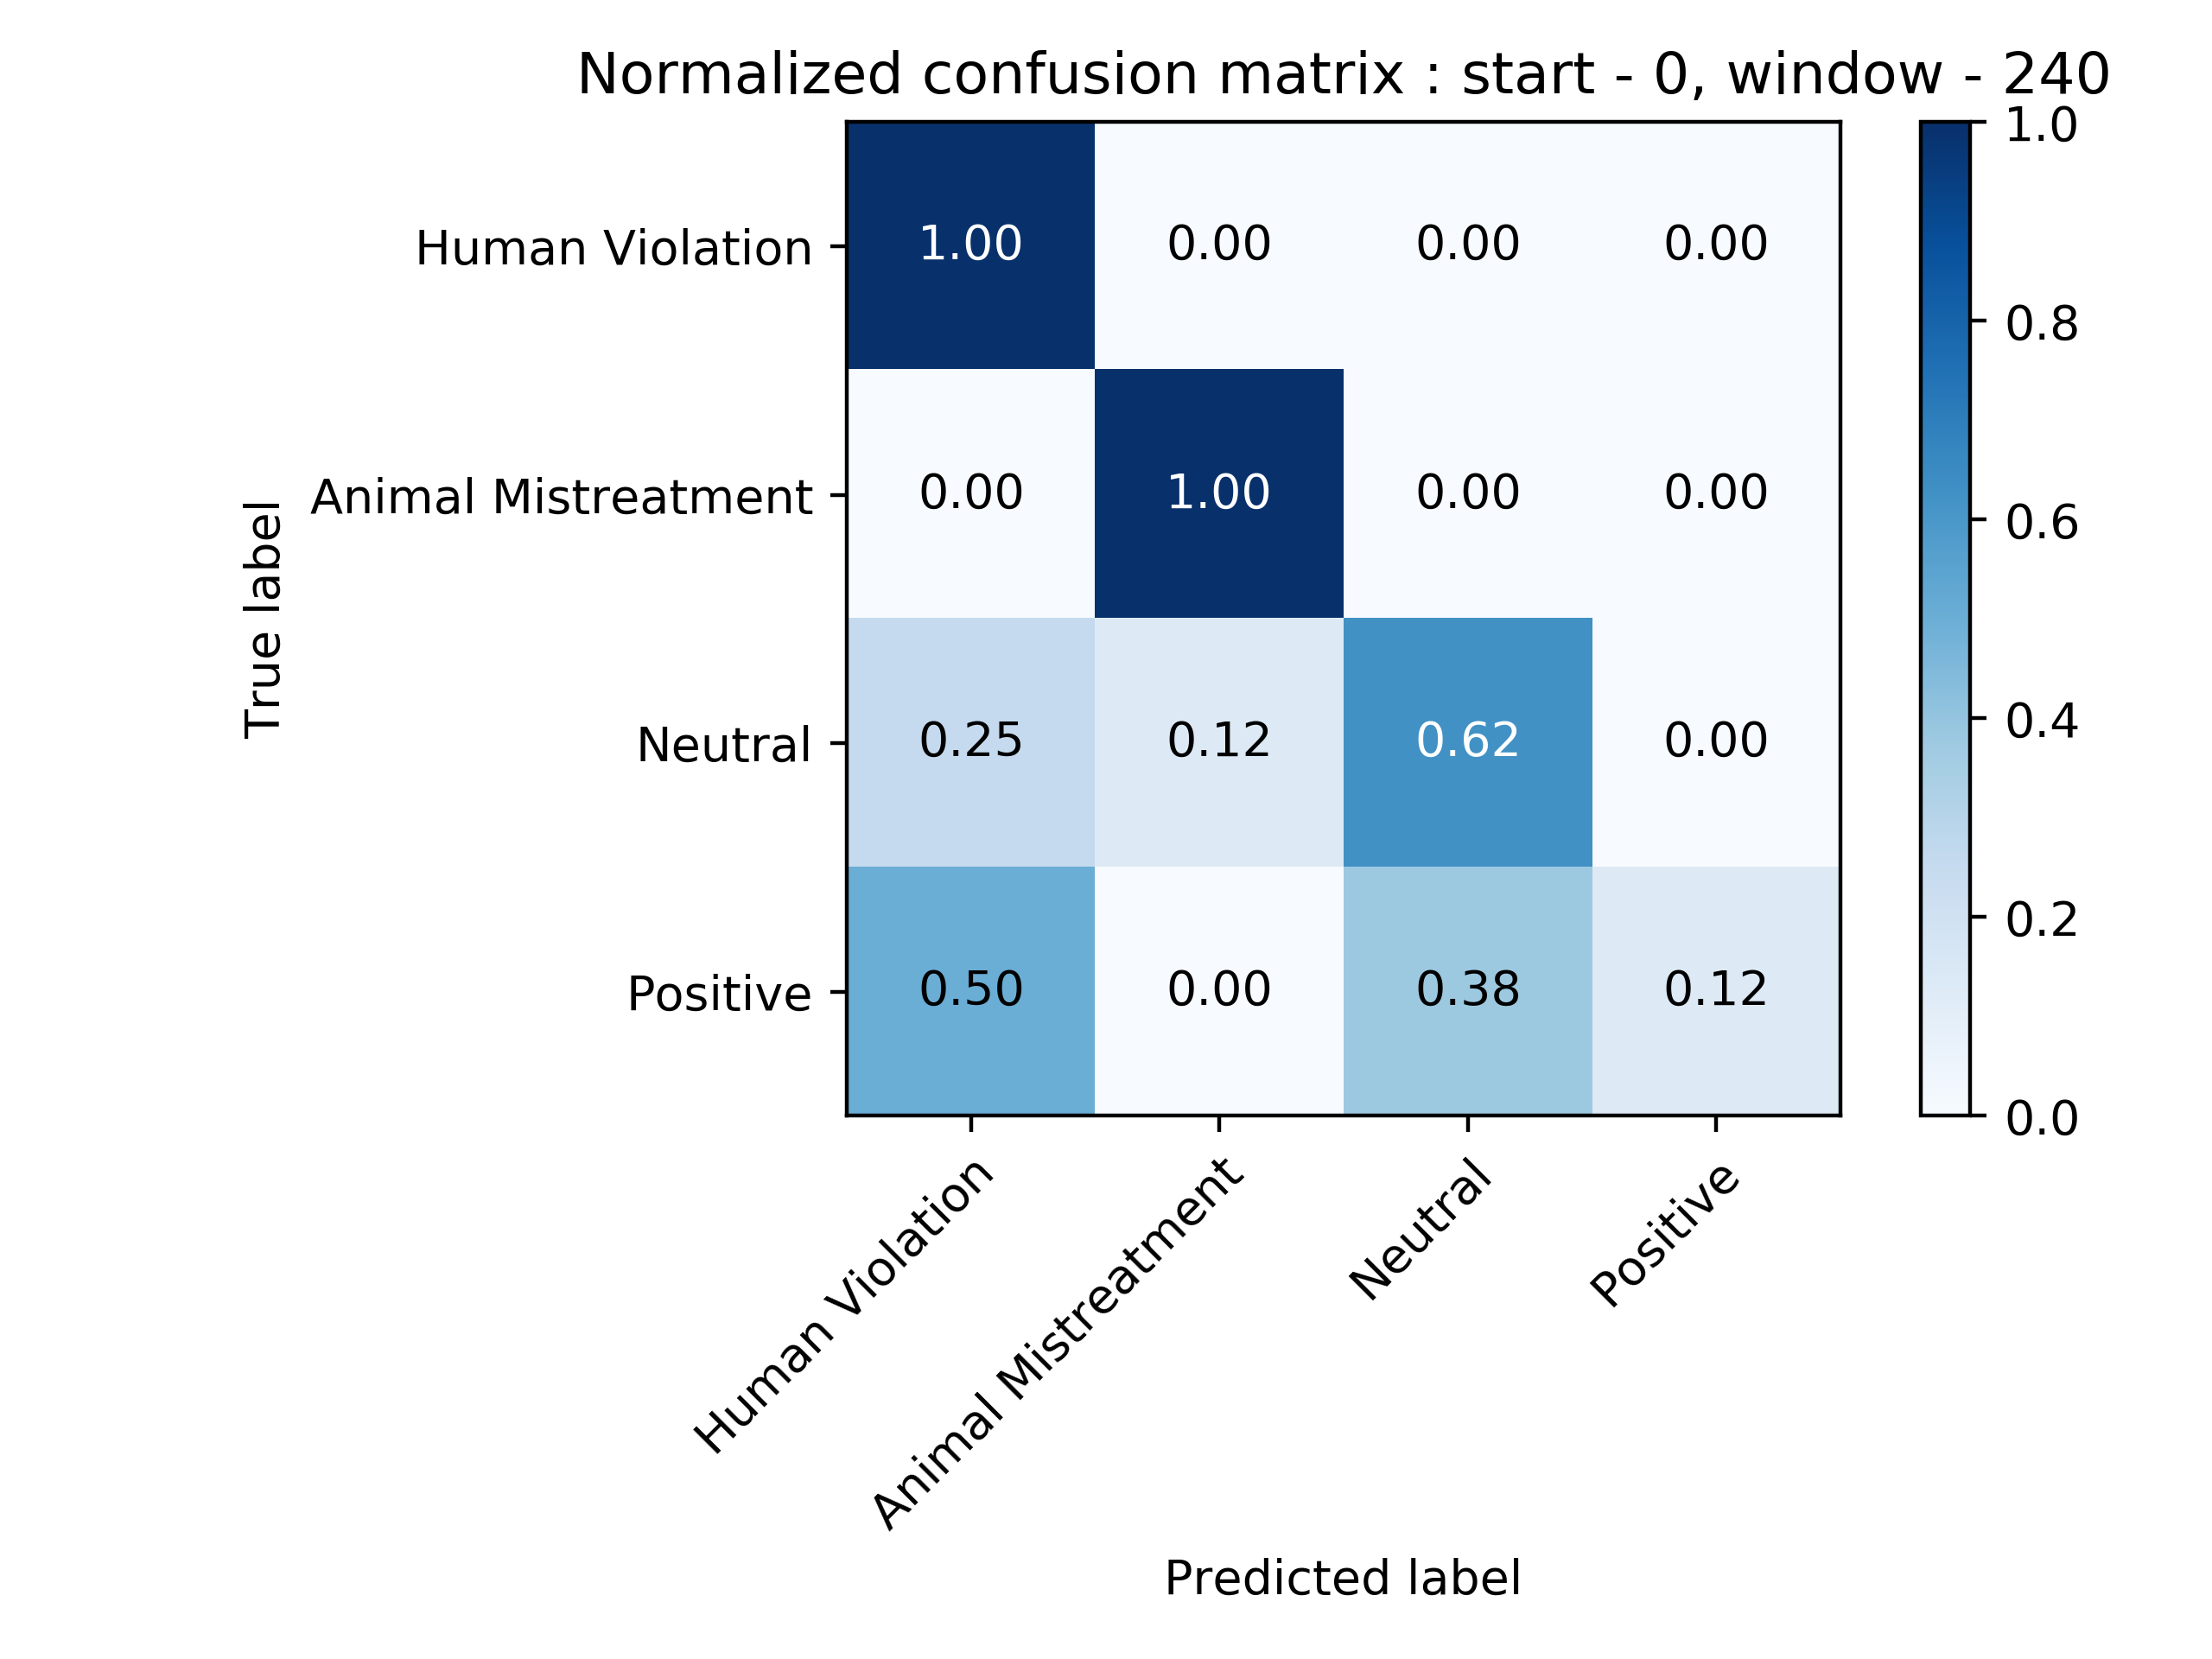 Normalized confusion matrix : start - 0, window - 240
True label
Human Violation 1.00 0.00 0.00 0.00
Animal Mistreatment 0.00 1.00 0.00 0.00
Neutral 0.25 0.12 0.62 0.00
Positive 0.50 0.00 0.38 0.12
Human Violation
Animal Mistreatment
Neutral
Positive
Predicted label
1.0
0.8
0.6
0.4
0.2
0.0